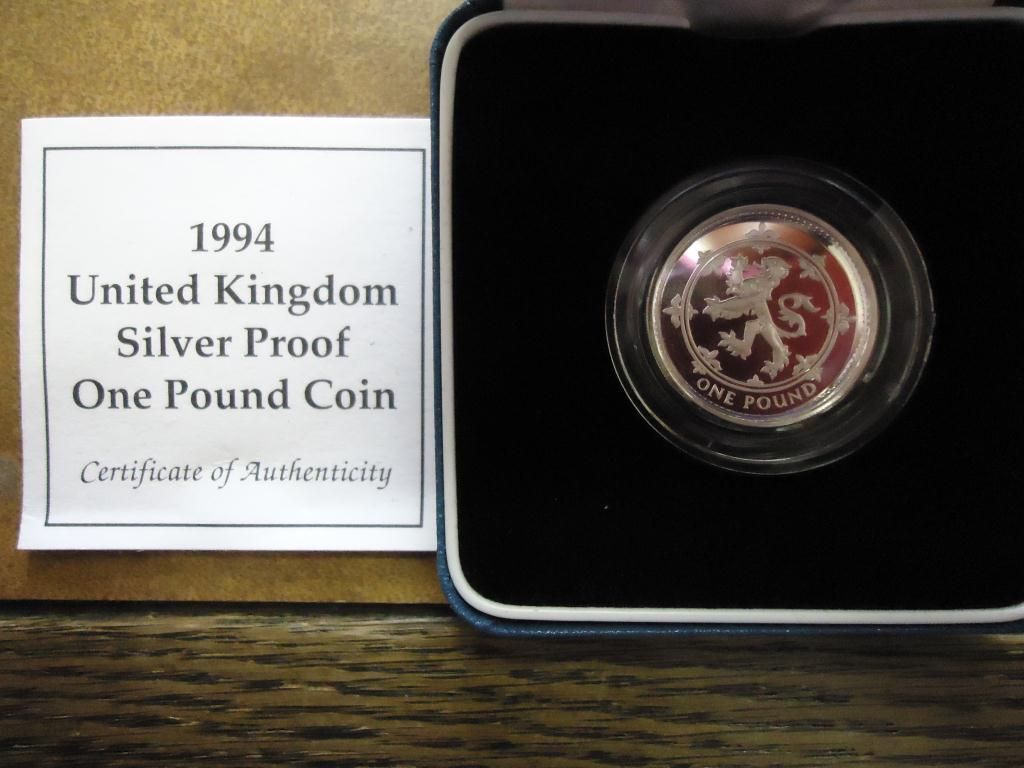 1994
United Kingdom
Silver Proof
One Pound Coin
Certificate of Authenticity
ONE POUND